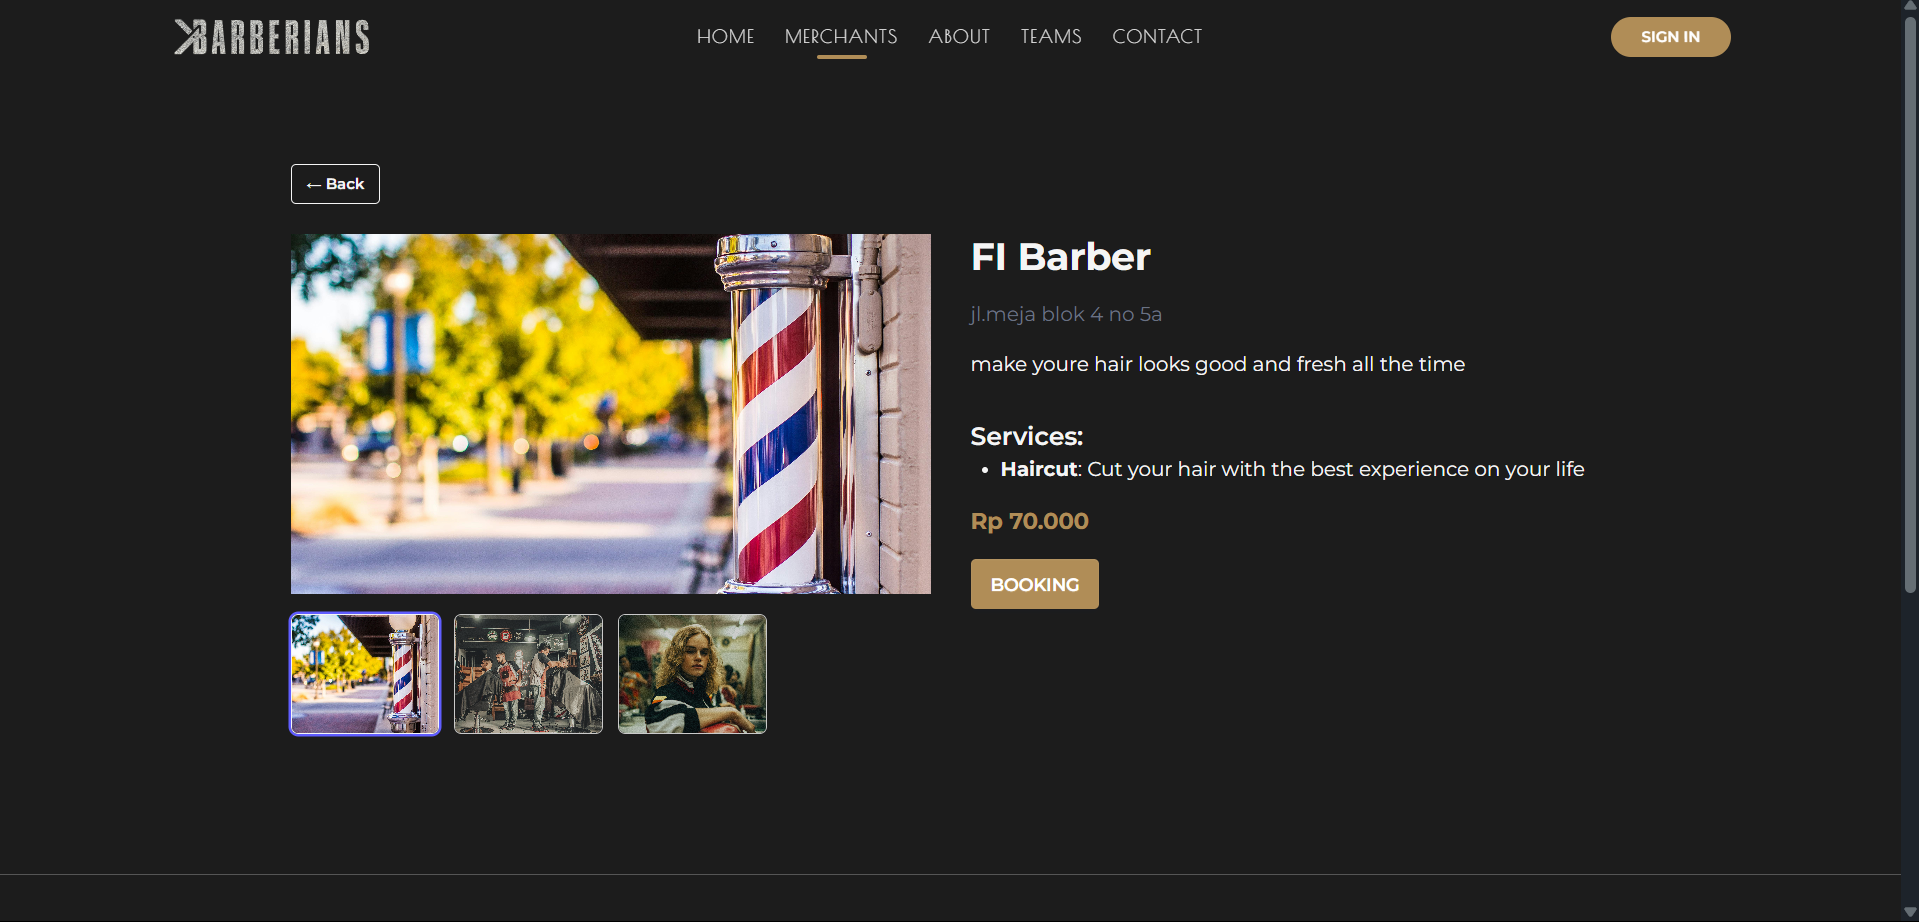 BARBERIANS
HOME MERCHANTS ABOUT TEAMS CONTACT
SIGN IN
← Back
FI Barber
jl.meja blok 4 no 5a
make youre hair looks good and fresh all the time
Services:
• Haircut: Cut your hair with the best experience on your life
Rp 70.000
BOOKING